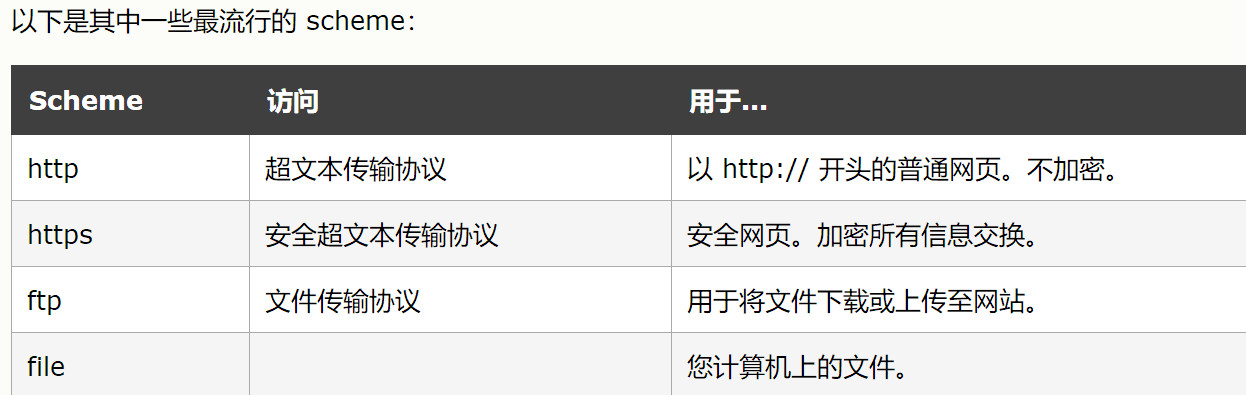 以下是其中一些最流行的 scheme：
Scheme 访问 用于...
http 超文本传输协议 以 http:// 开头的普通网页。不加密。
https 安全超文本传输协议 安全网页。加密所有信息交换。
ftp 文件传输协议 用于将文件下载或上传至网站。
file 您计算机上的文件。